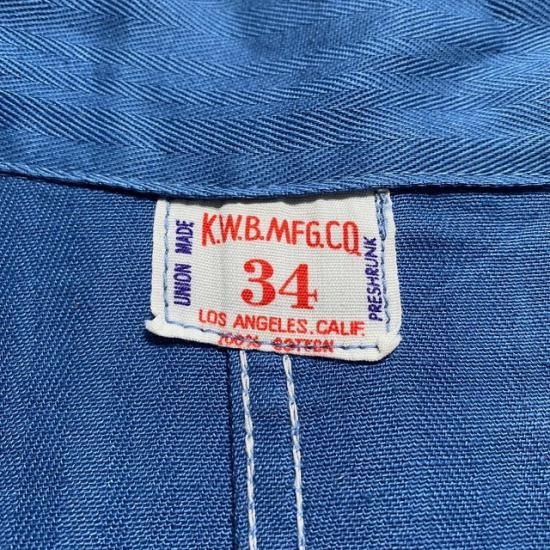 K.W.B.MFG.CO.
UNION MADE
34
PRESHRUNK
LOS ANGELES.CALIF.
100% COTTON